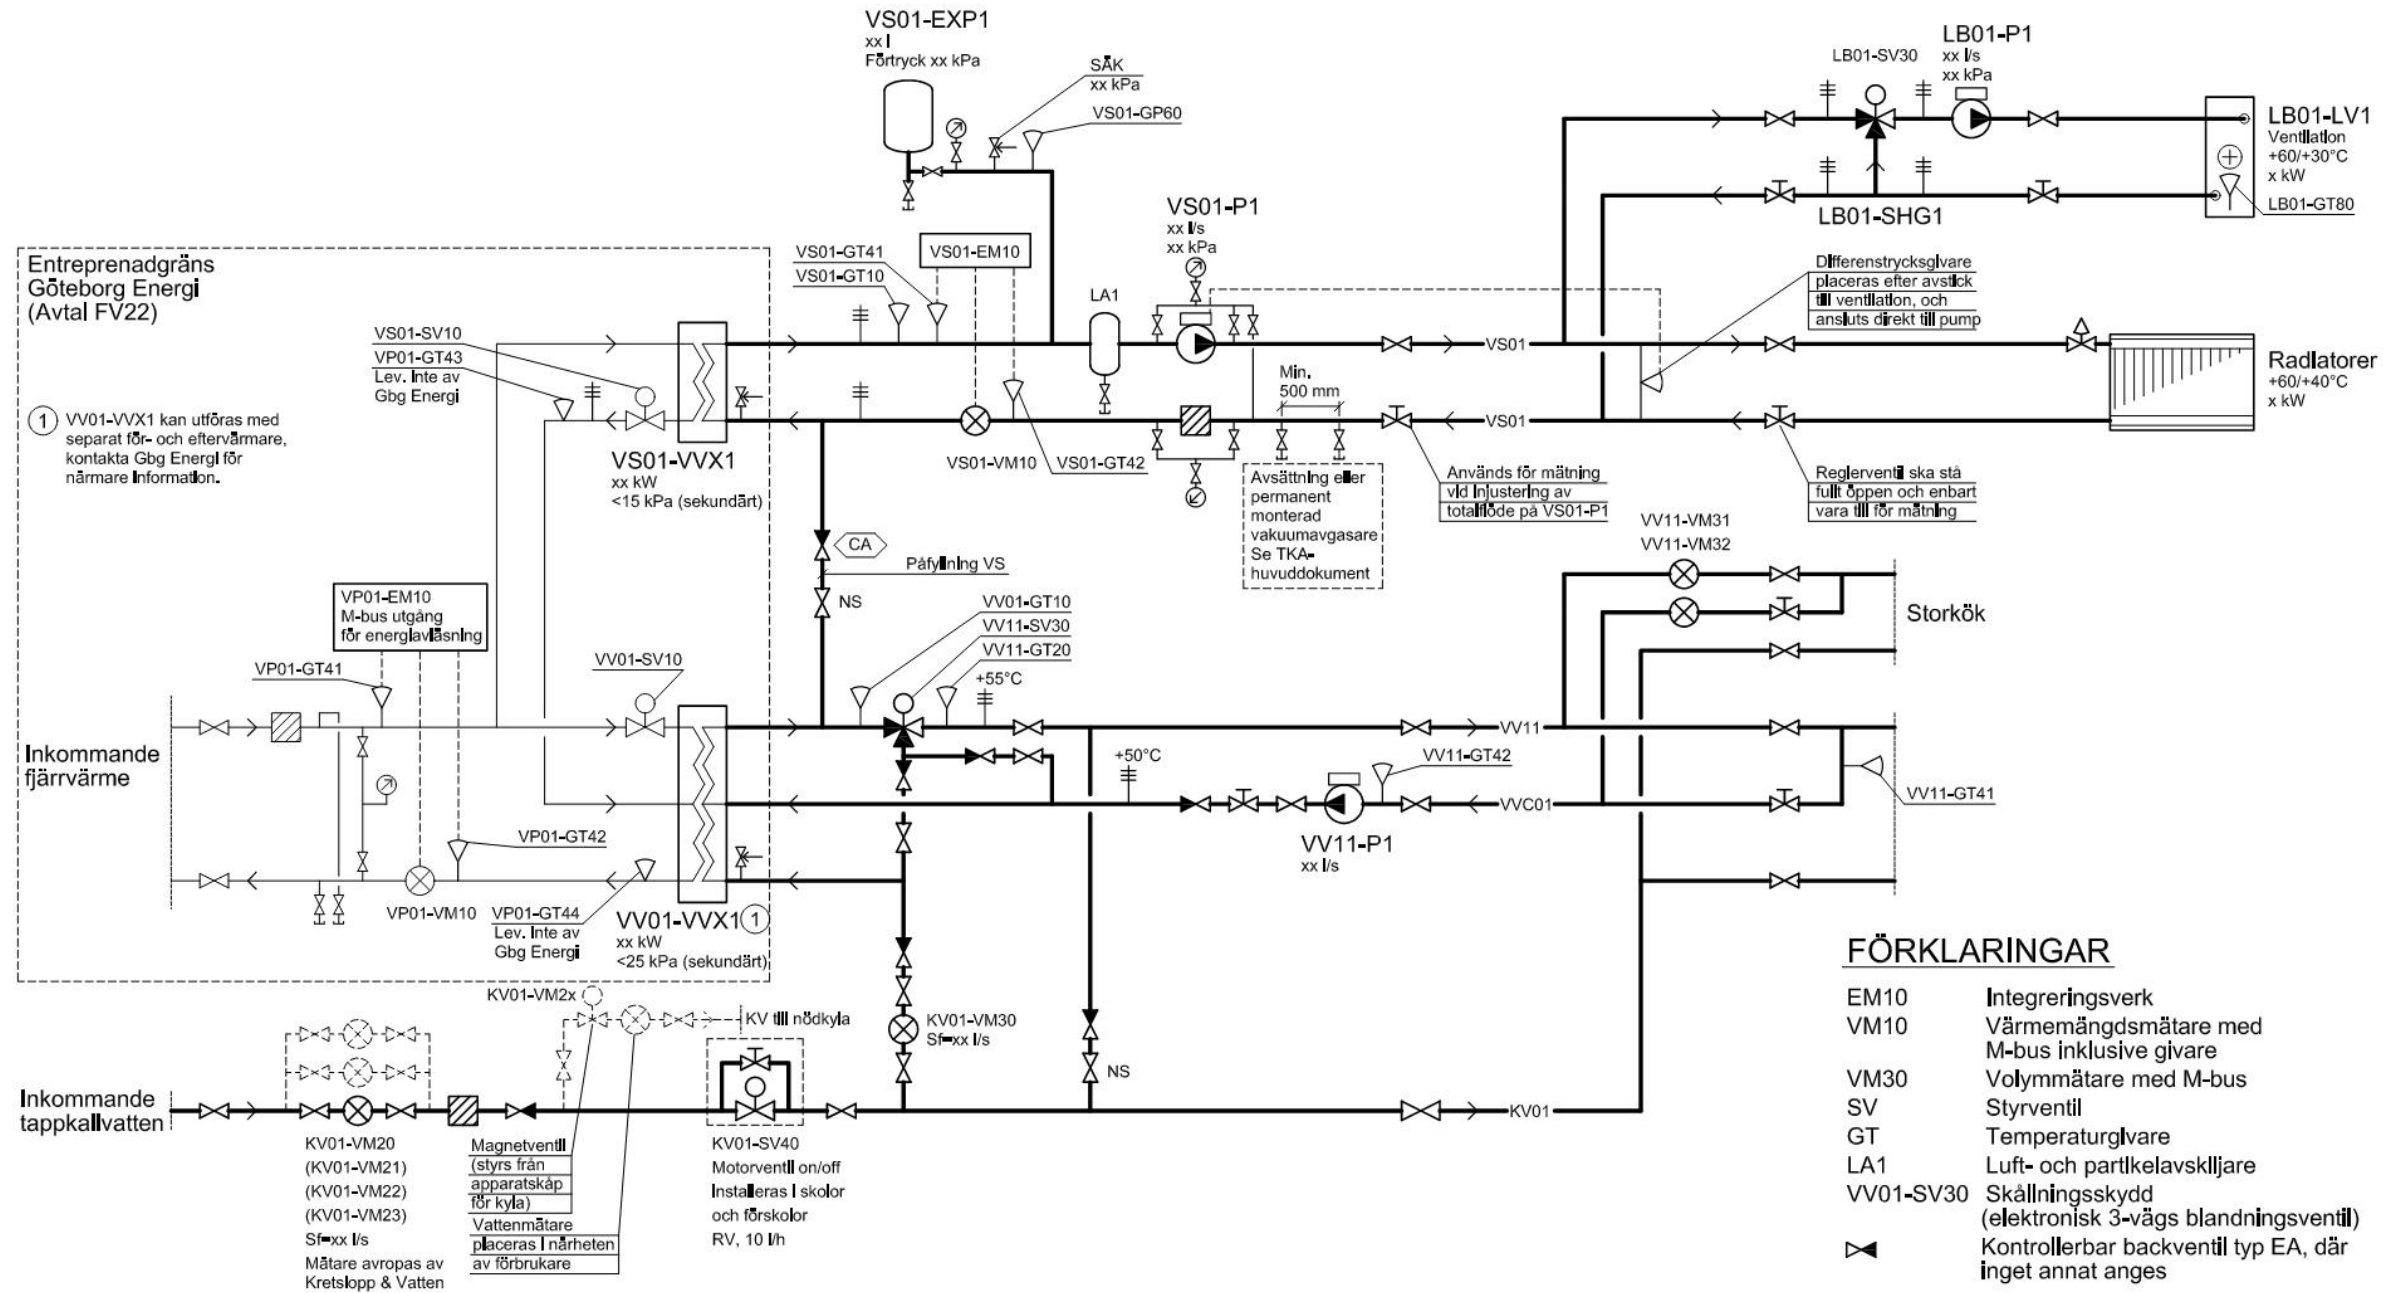 VS01-EXP1
xx l
Förtryck xx kPa
SÄK
xx kPa
VS01-GP60
LB01-SV30
LB01-P1
xx l/s
xx kPa
LB01-LV1
Ventilation
+60/+30°C
x kW
LB01-GT80
LB01-SHG1
VS01-P1
xx l/s
xx kPa
VS01-GT41
VS01-GT10
VS01-EM10
LA1
Differenstrycksgivare
placeras efter avstick
till ventilation, och
ansluts direkt till pump
Entreprenadgräns
Göteborg Energi
(Avtal FV22)
VS01-SV10
VP01-GT43
Lev. Inte av
Gbg Energi
1
VV01-VVX1 kan utföras med
separat för- och eftervärmare,
kontakta Gbg Energi för
närmare Information.
VS01-VVX1
xx kW
<15 kPa (sekundärt)
VS01
VS01
Min.
500 mm
Radiatorer
+60/+40°C
x kW
VS01-VM10
VS01-GT42
Avsättning eller
permanent
monterad
vakuumavgasare
Se TKA-
huvuddokument
Används för mätning
vid Injustering av
totalflöde på VS01-P1
Reglerventil ska stå
fullt öppen och enbart
vara till för mätning
CA
Påfyllning VS
NS
VV11-VM31
VV11-VM32
Storkök
VP01-EM10
M-bus utgång
för energiavläsning
VP01-GT41
VV01-SV10
VV01-GT10
VV11-SV30
VV11-GT20
+55°C
VV11
Inkommande
fjärrvärme
+50°C
VV11-GT42
VVC01
VV11-GT41
VV11-P1
xx l/s
VP01-GT42
VP01-VM10
VP01-GT44
Lev. Inte av
Gbg Energi
VV01-VVX1
1
xx kW
<25 kPa (sekundärt)
KV01-VM2x
KV till nödkyla
KV01-VM30
Sf=xx l/s
NS
Inkommande
tappkallvatten
KV01
KV01-VM20
(KV01-VM21)
(KV01-VM22)
(KV01-VM23)
Sf=xx l/s
Mätare avropas av
Kretslopp & Vatten
Magnetventil
(styrs från
apparatskåp
för kyla)
Vattenmätare
placeras I närheten
av förbrukare
KV01-SV40
Motorventil on/off
Installeras I skolor
och förskolor
RV, 10 l/h
FÖRKLARINGAR
EM10 Integreringsverk
VM10 Värmemängdsmätare med
M-bus inklusive givare
VM30 Volymmätare med M-bus
SV Styrventil
GT Temperaturgivare
LA1 Luft- och partikelavskiljare
VV01-SV30 Skållningsskydd
(elektronisk 3-vägs blandningsventil)
Kontrollerbar backventil typ EA, där
inget annat anges